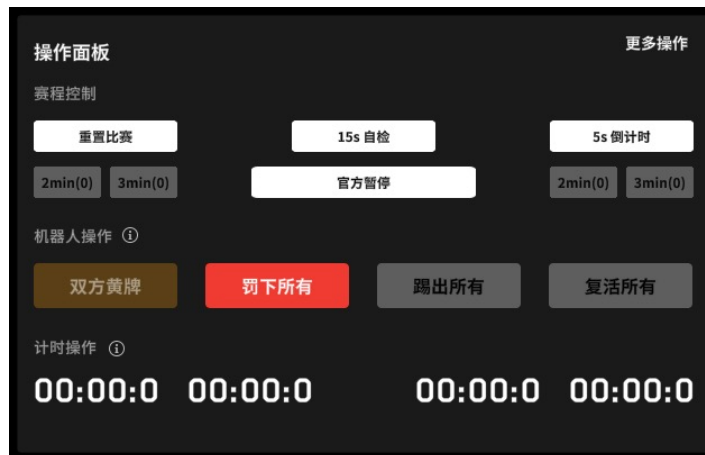 操作面板 更多操作
赛程控制
重置比赛 15s 自检 5s 倒计时
2min(0) 3min(0) 官方暂停 2min(0) 3min(0)
机器人操作
双方黄牌 罚下所有 踢出所有 复活所有
计时操作
00:00:0 00:00:0 00:00:0 00:00:0